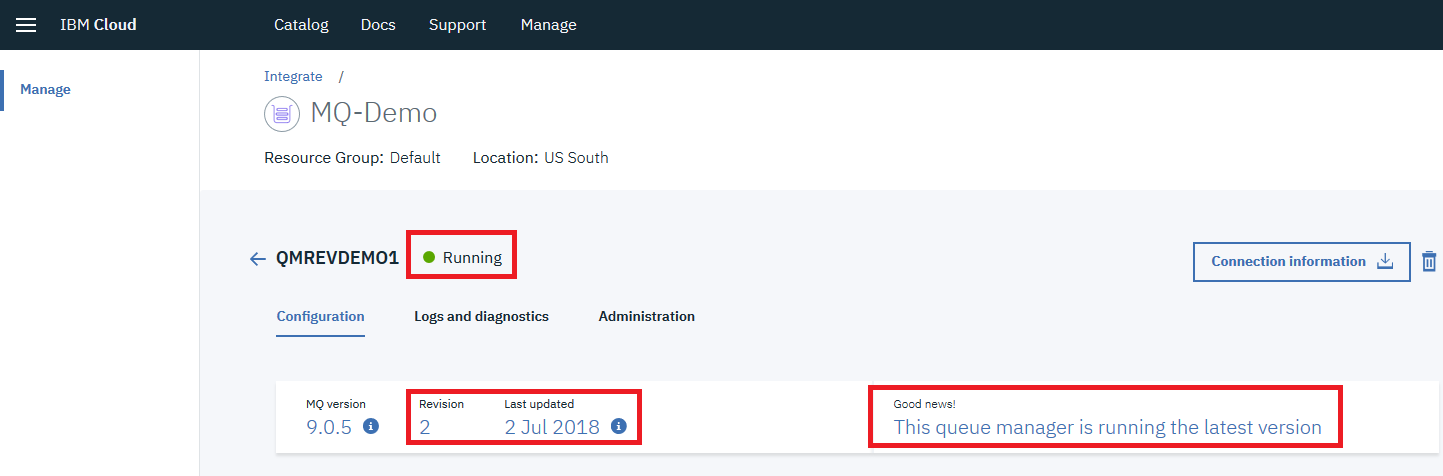 IBM Cloud Catalog Docs Support Manage
Manage
Integrate /
MQ-Demo
Resource Group: Default Location: US South
QMREVDEMO1 Running
Connection information
Configuration Logs and diagnostics Administration
MQ version Revision Last updated Good news!
9.0.5 2 2 Jul 2018 This queue manager is running the latest version